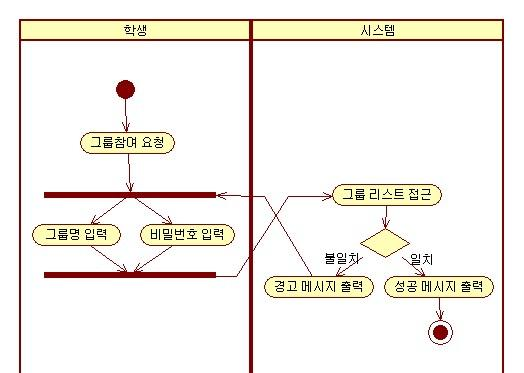 학생
시스템
그룹참여 요청
그룹명 입력
비밀번호 입력
그룹 리스트 접근
불일치
일치
경고 메시지 출력
성공 메시지 출력